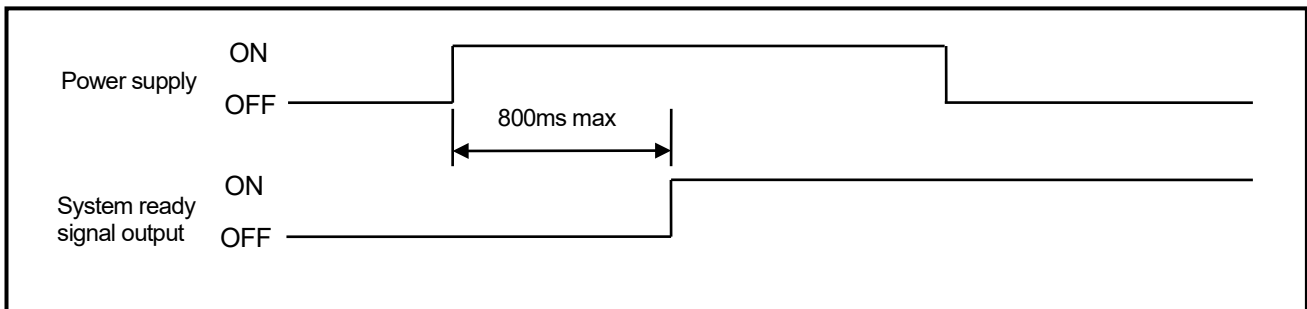 ON
Power supply
OFF
800ms max
ON
System ready
signal output
OFF